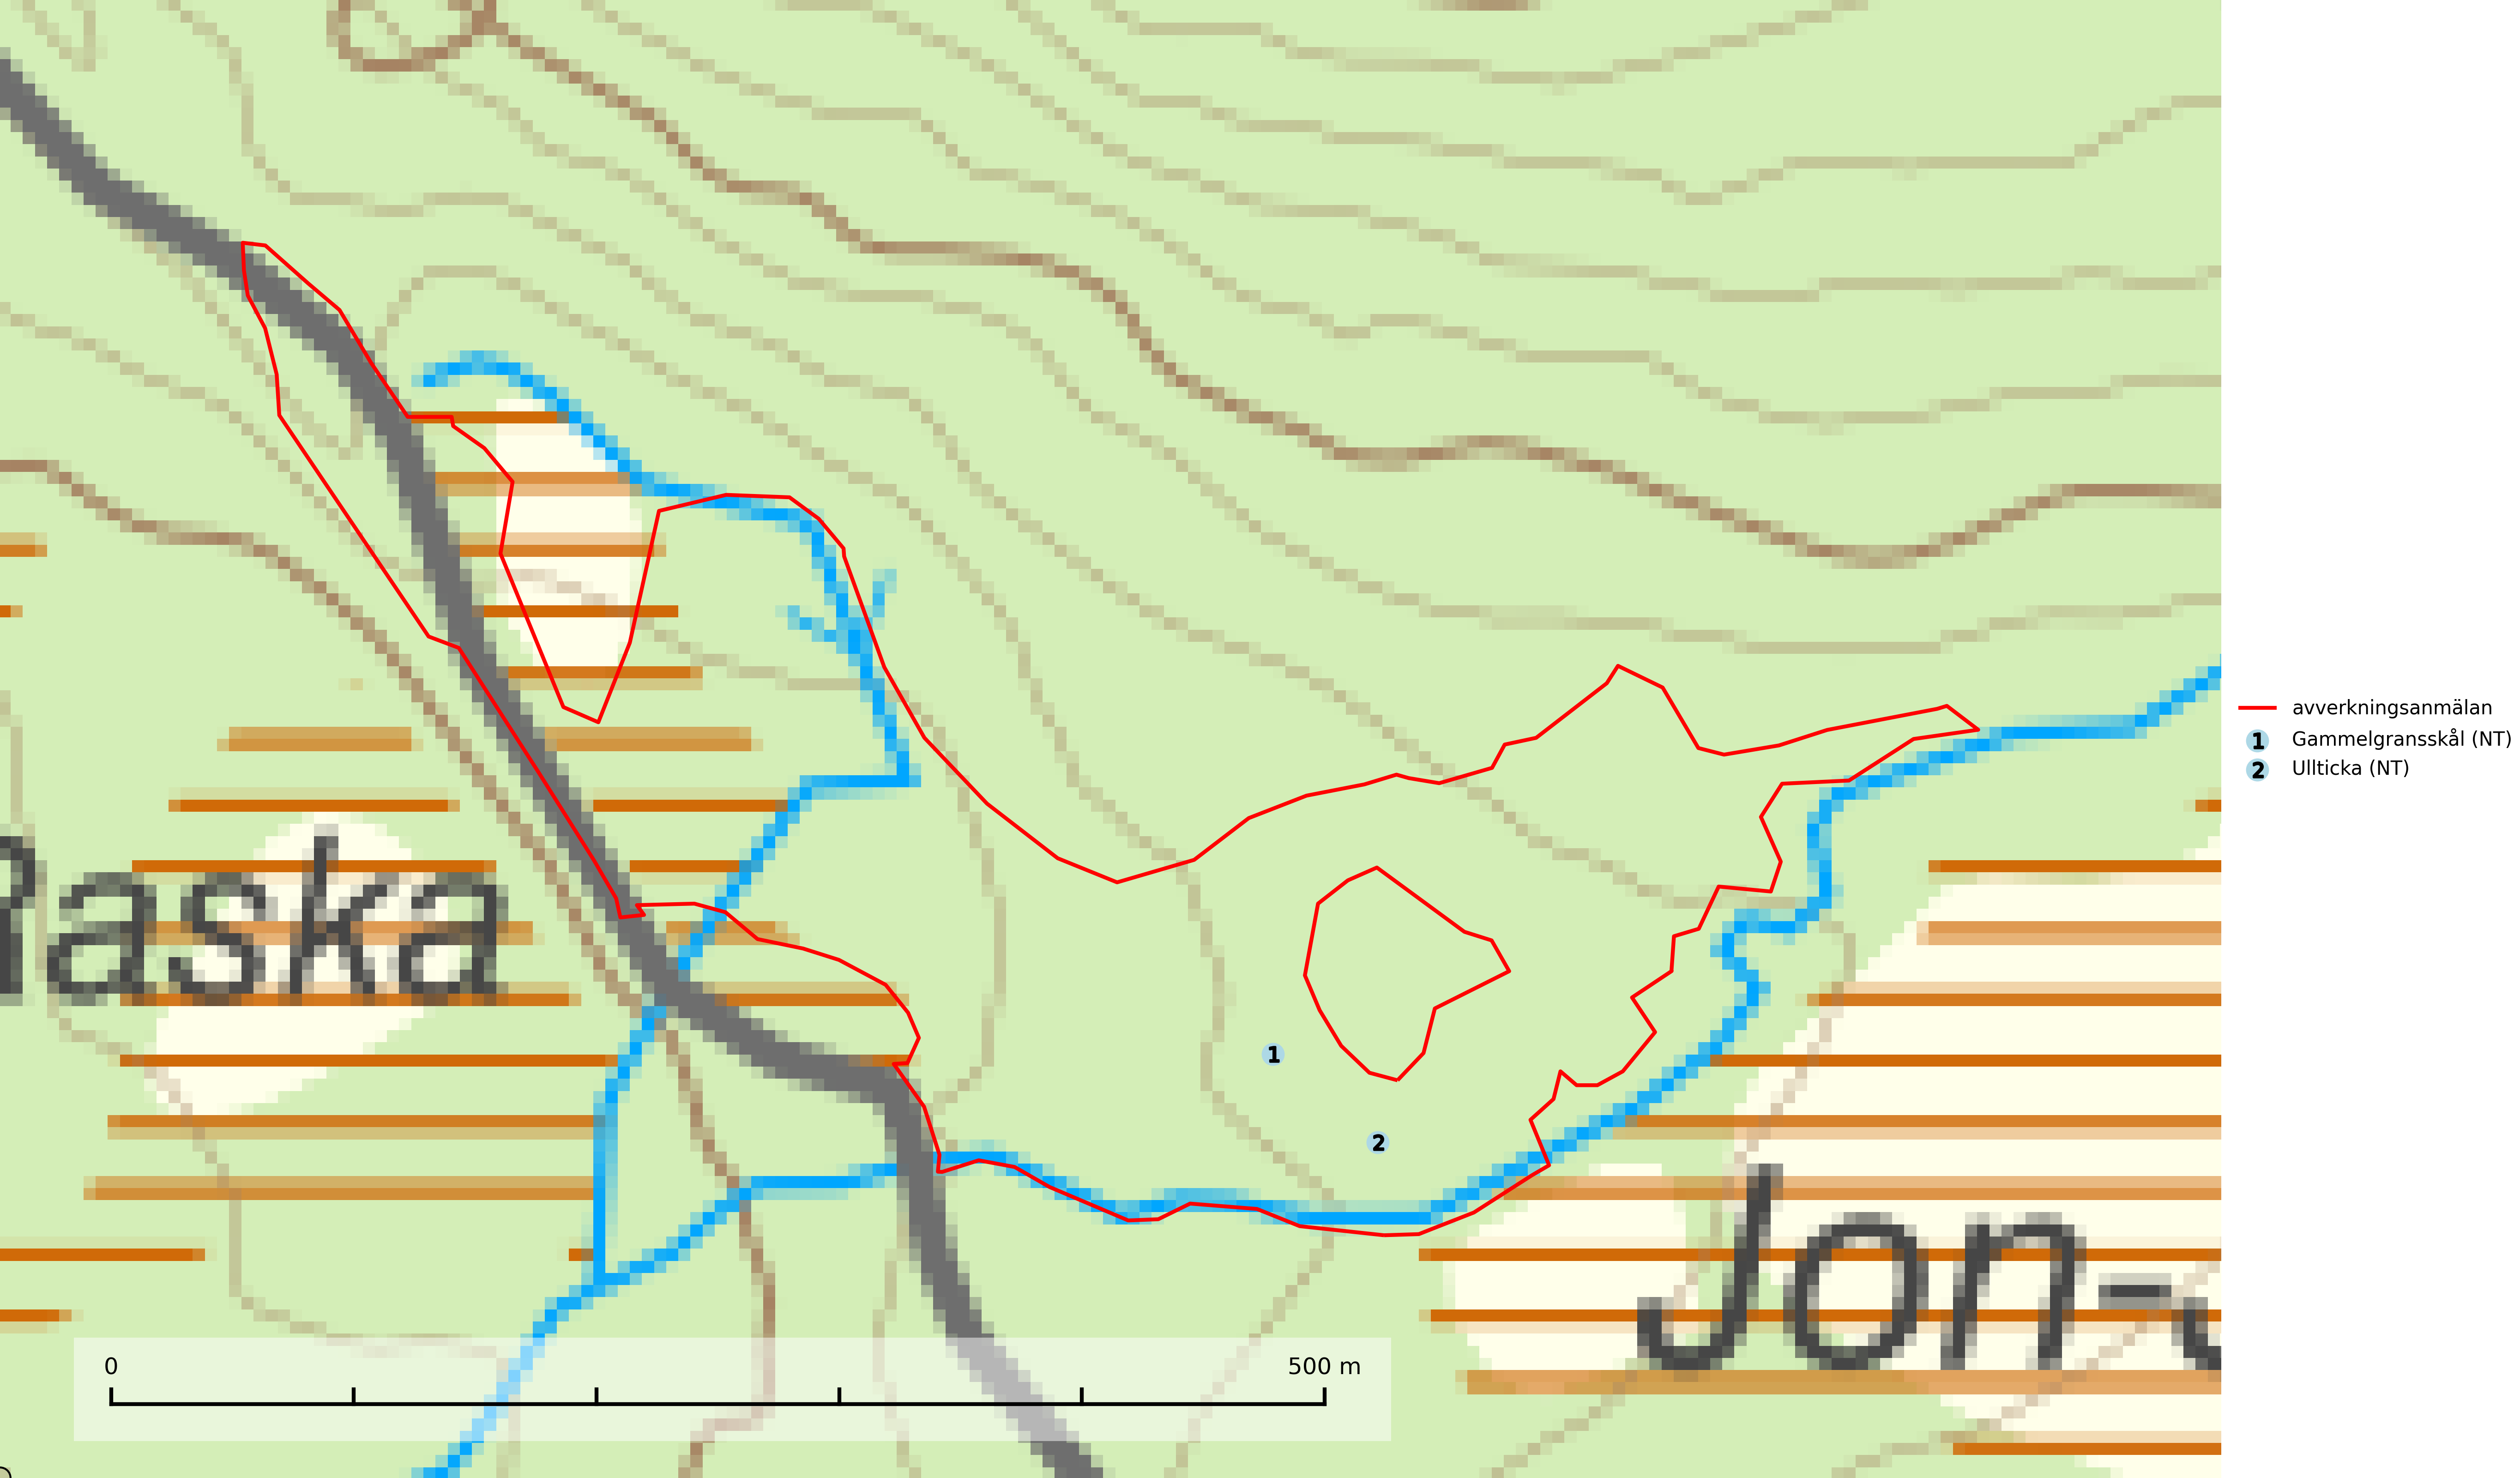 avverkningsanmälan
1 Gammelgransskål (NT)
2 Ullticka (NT)
aska
1
2
Jon-
0 500 m